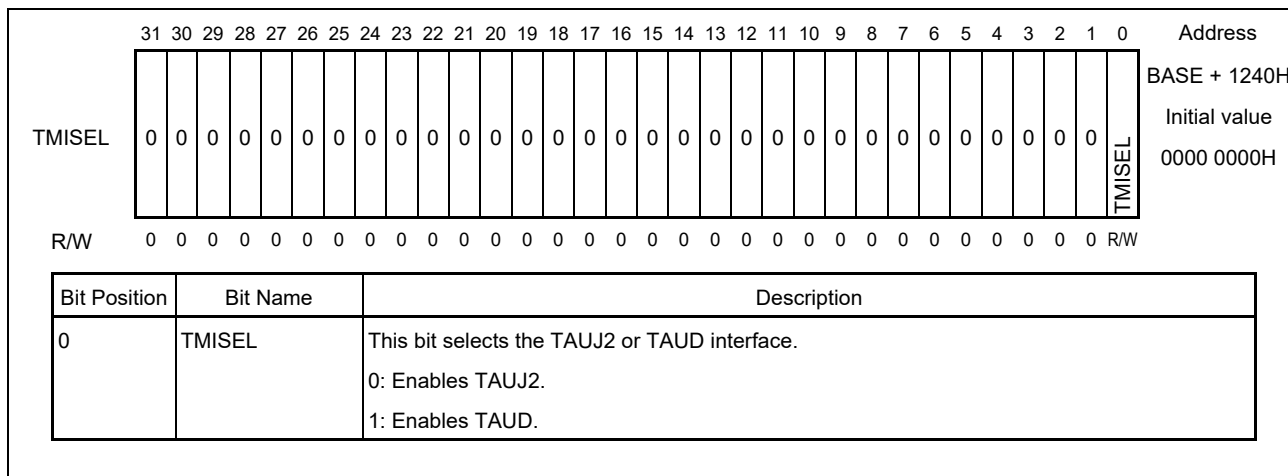 31 30 29 28 27 26 25 24 23 22 21 20 19 18 17 16 15 14 13 12 11 10 9 8 7 6 5 4 3 2 1 0 Address
BASE + 1240H
Initial value
TMISEL 0 0 0 0 0 0 0 0 0 0 0 0 0 0 0 0 0 0 0 0 0 0 0 0 0 0 0 0 0 0 0 TMISEL 0000 0000H
R/W 0 0 0 0 0 0 0 0 0 0 0 0 0 0 0 0 0 0 0 0 0 0 0 0 0 0 0 0 0 0 0 R/W
Bit Position Bit Name Description
0 TMISEL This bit selects the TAUJ2 or TAUD interface.
0: Enables TAUJ2.
1: Enables TAUD.